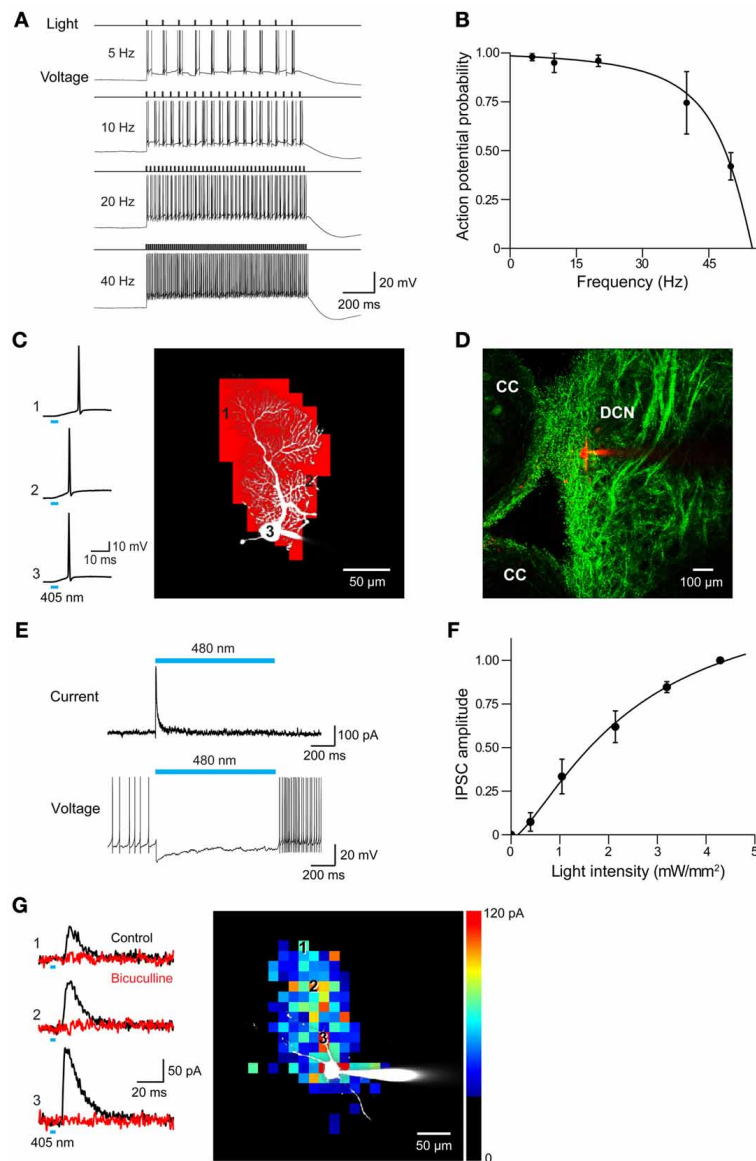 A
Light
5 Hz
Voltage
10 Hz
20 Hz
40 Hz
20 mV
200 ms
B
Action potential probability
1.00
0.75
0.50
0.25
0
0 15 30 45
Frequency (Hz)
C
1
2
3
10 mV
10 ms
405 nm
1
2
3
50 µm
D
CC
DCN
CC
100 µm
E
480 nm
Current
100 pA
200 ms
480 nm
Voltage
20 mV
200 ms
F
IPSC amplitude
1.00
0.75
0.50
0.25
0
0 1 2 3 4 5
Light intensity (mW/mm²)
G
1
Control
Bicuculline
2
3
50 pA
20 ms
405 nm
1
2
3
50 µm
120 pA
0